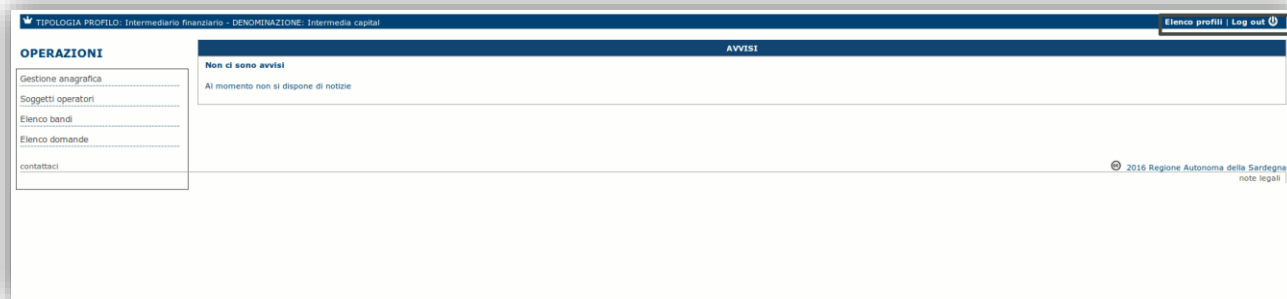 TIPOLOGIA PROFILO: Intermediario finanziario - DENOMINAZIONE: Intermedia capital
Elenco profili | Log out
OPERAZIONI
Gestione anagrafica
Soggetti operatori
Elenco bandi
Elenco domande
contattaci
AVVISI
Non ci sono avvisi
Al momento non si dispone di notizie
2016 Regione Autonoma della Sardegna
note legali